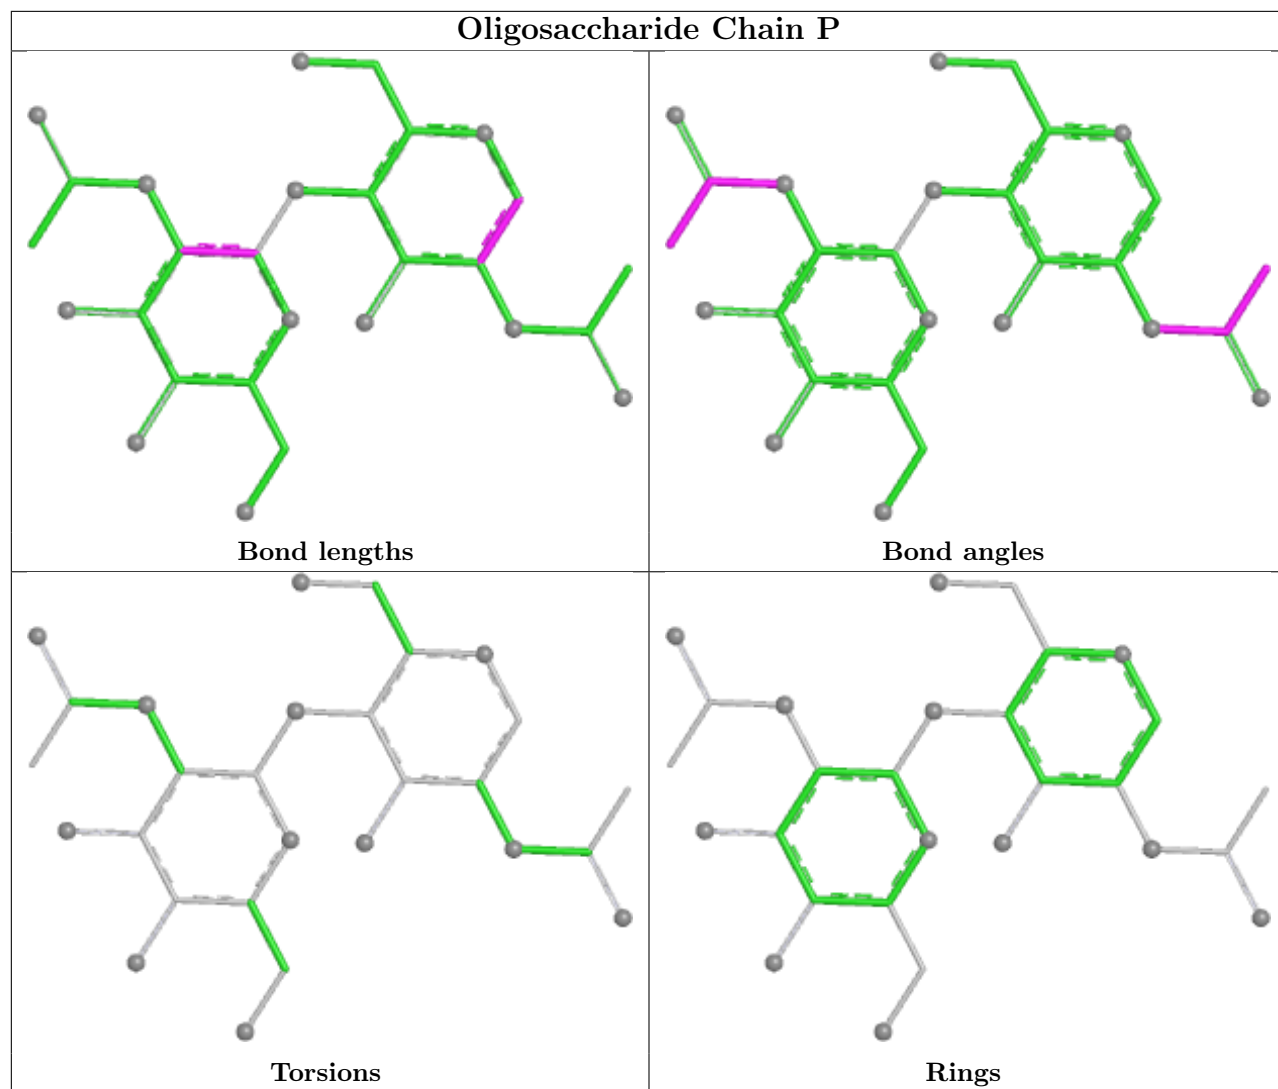 Oligosaccharide Chain P
Bond lengths
Bond angles
Torsions
Rings